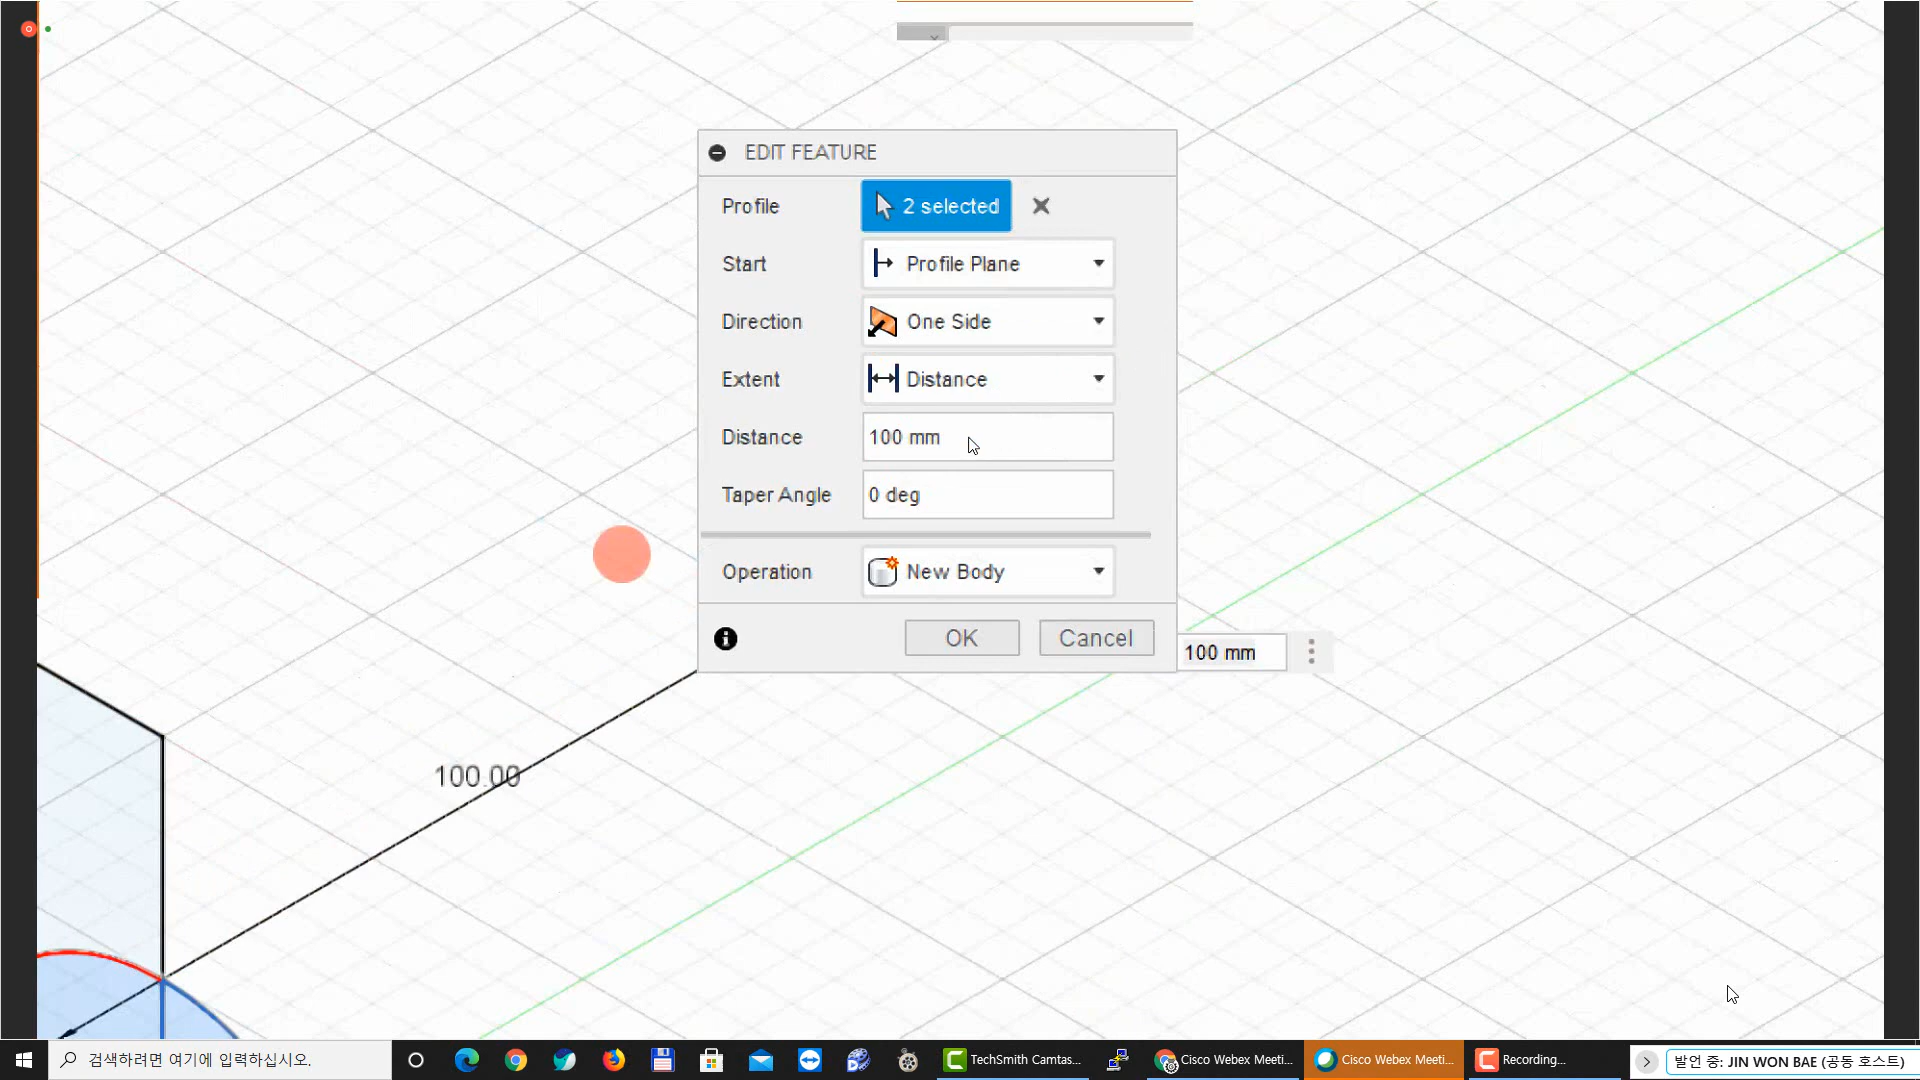 EDIT FEATURE
Profile 2 selected
Start Profile Plane
Direction One Side
Extent Distance
Distance 100 mm
Taper Angle 0 deg
Operation New Body
OK Cancel
100 mm
100.00
검색하려면 여기에 입력하십시오.
TechSmith Camtas...
Cisco Webex Meeti...
Cisco Webex Meeti...
Recording...
발언 중: JIN WON BAE (공동 호스트)